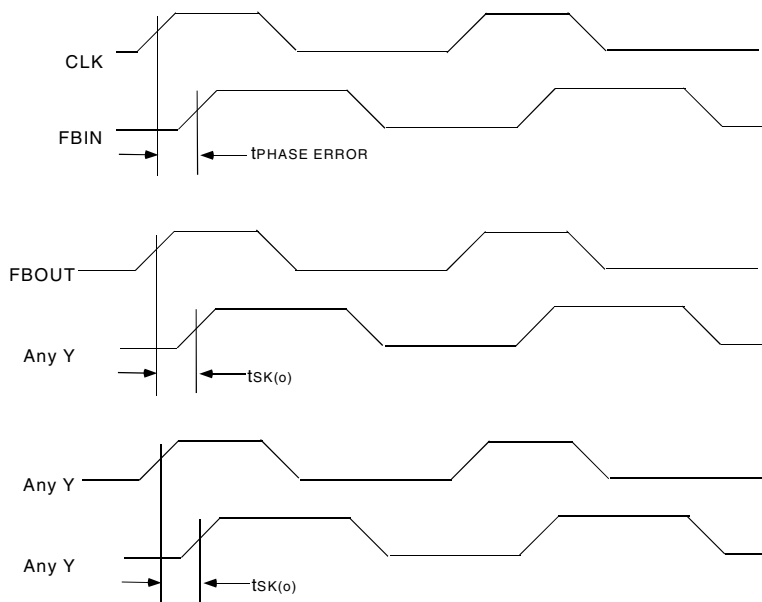 CLK
FBIN
tPHASE ERROR
FBOUT
Any Y
tSK(o)
Any Y
Any Y
tSK(o)